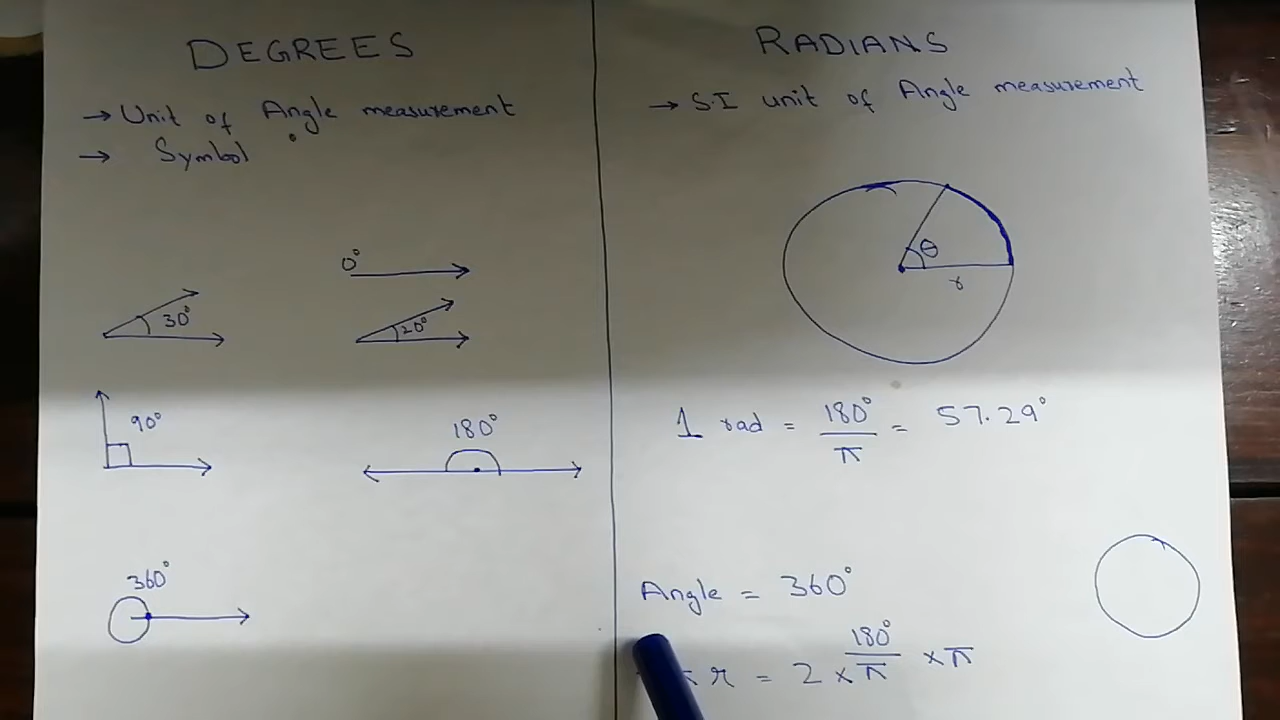 DEGREES
→ Unit of Angle measurement
→ Symbol °
0°
30°
20°
90°
180°
360°
RADIANS
→ S.I unit of Angle measurement
θ
r
1 rad = 180°/π = 57.29°
Angle = 360°
r = 2 × 180°/π × π